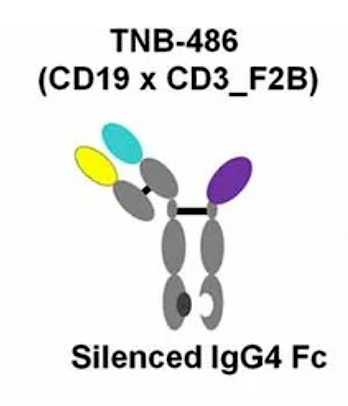 TNB-486
(CD19 x CD3_F2B)
Silenced IgG4 Fc